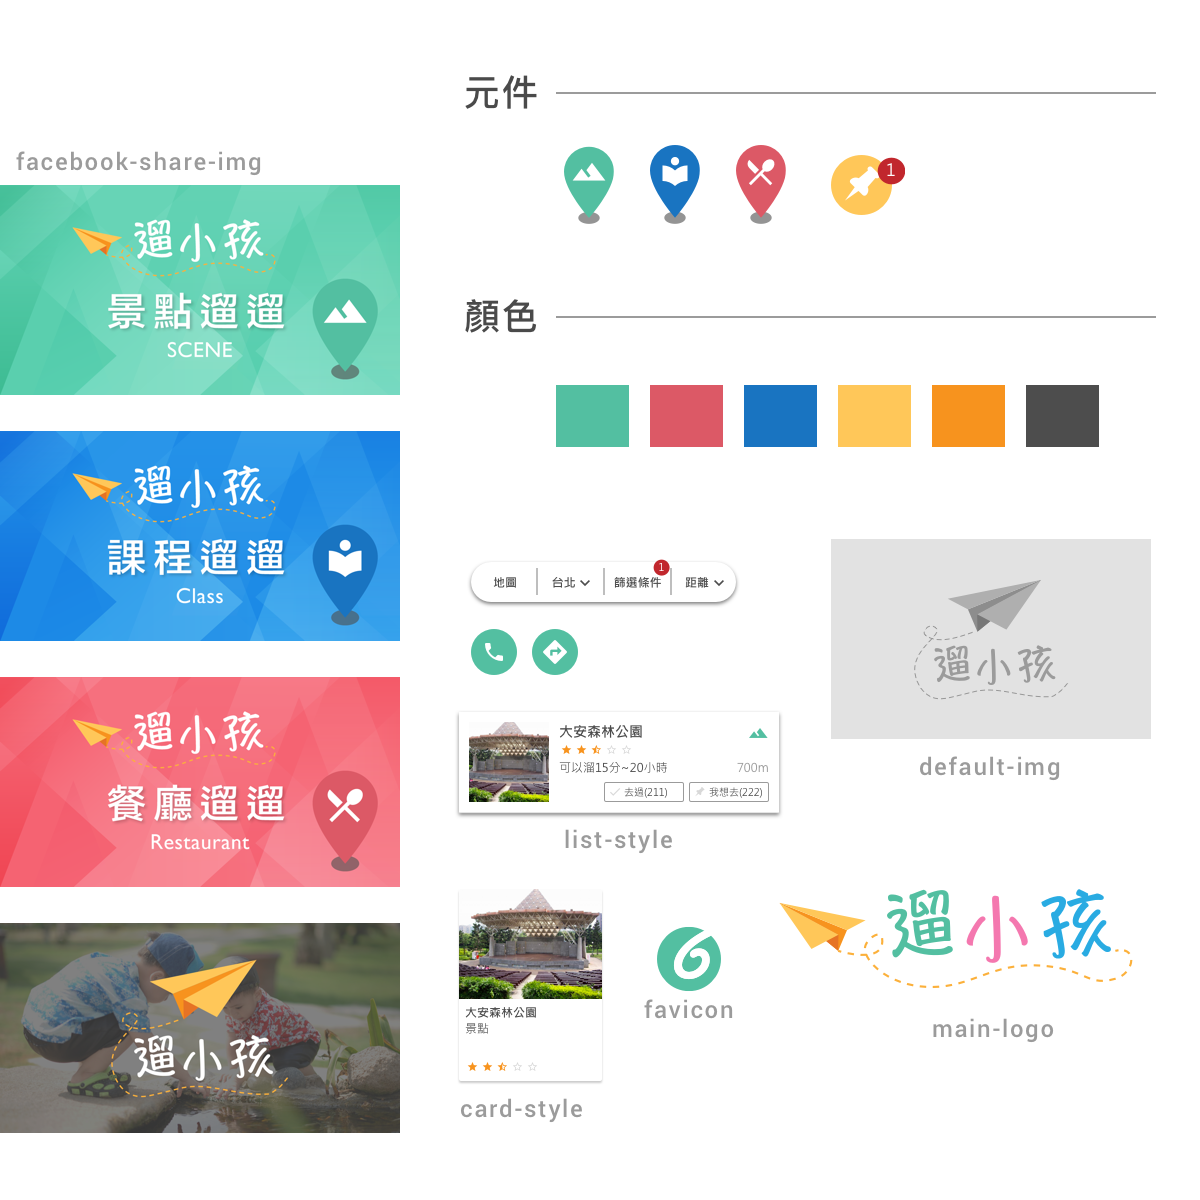 元件
facebook-share-img
1
遛小孩
景點遛遛
SCENE
顏色
遛小孩
課程遛遛
Class
地圖
台北
篩選條件
1
距離
遛小孩
default-img
遛小孩
餐廳遛遛
Restaurant
大安森林公園
可以溜15分~20小時
700m
去過(211)
我想去(222)
list-style
遛小孩
大安森林公園
景點
card-style
favicon
遛小孩
main-logo